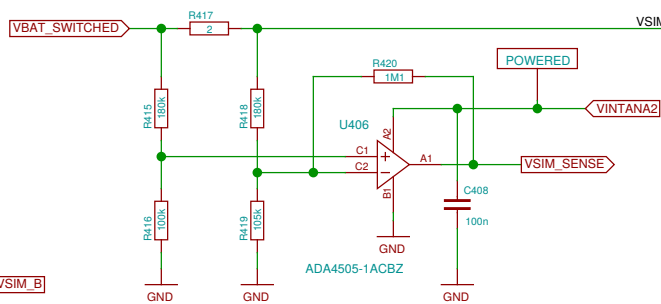 R417
VSIM
VBAT_SWITCHED
2
R420
POWERED
1M1
R415
180k
R418
180k
VINTANA2
U406
A2
C1
A1
C2
VSIM_SENSE
B1
C408
R416
100k
R419
105k
100n
GND
ADA4505-1ACBZ
VSIM_B
GND
GND
GND